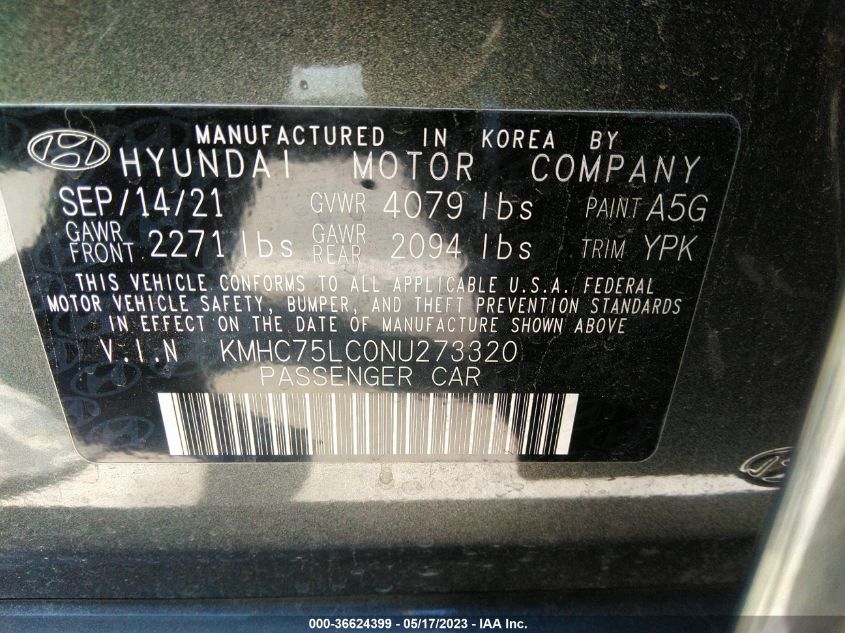 MANUFACTURED IN KOREA BY
HYUNDAI MOTOR COMPANY
SEP/14/21 GVWR 4079 lbs PAINT A5G
GAWR FRONT 2271 lbs GAWR REAR 2094 lbs TRIM YPK
THIS VEHICLE CONFORMS TO ALL APPLICABLE U.S.A. FEDERAL
MOTOR VEHICLE SAFETY, BUMPER, AND THEFT PREVENTION STANDARDS
IN EFFECT ON THE DATE OF MANUFACTURE SHOWN ABOVE
V.I.N KMHC75LC0NU273320
PASSENGER CAR
000-36624399 - 05/17/2023 - IAA Inc.